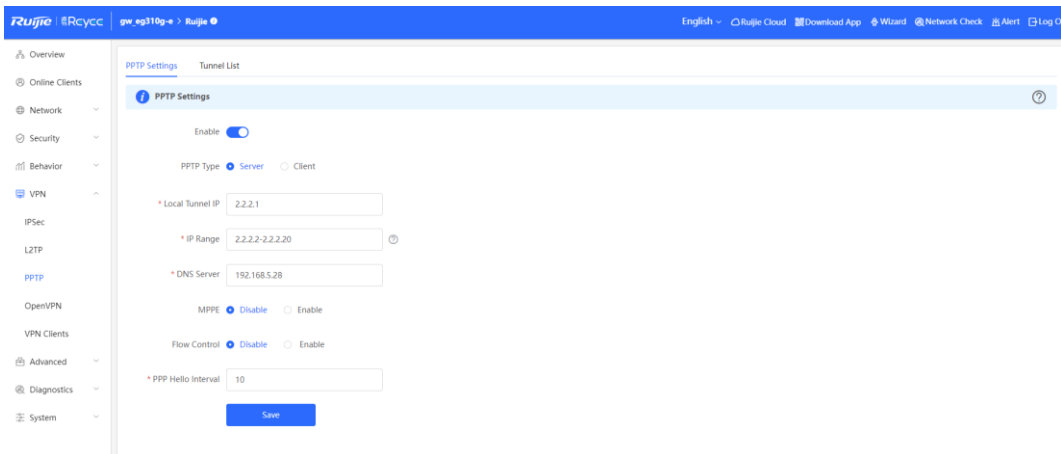 Ruijie | Rcycc gw_eg310g-e > Ruijie English Ruijie Cloud Download App Wizard Network Check Alert Log O
Overview
Online Clients
Network
Security
Behavior
VPN
IPSec
L2TP
PPTP
OpenVPN
VPN Clients
Advanced
Diagnostics
System
PPTP Settings Tunnel List
i PPTP Settings ?
Enable
PPTP Type Server Client
* Local Tunnel IP 2.2.2.1
* IP Range 2.2.2.2-2.2.2.20 ?
* DNS Server 192.168.5.28
MPPE Disable Enable
Flow Control Disable Enable
* PPP Hello Interval 10
Save